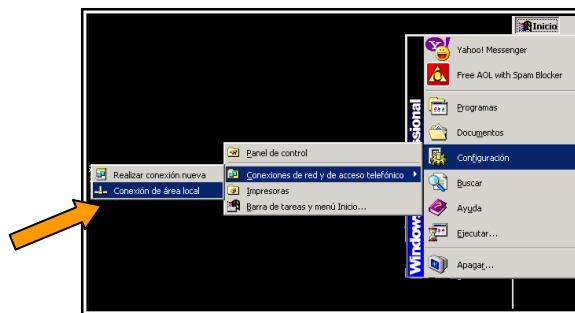 Inicio
Yahoo! Messenger
Free AOL with Spam Blocker
Programas
Documentos
Configuración
Buscar
Ayuda
Ejecutar...
Apagar...
Panel de control
Conexiones de red y de acceso telefónico
Impresoras
Barra de tareas y menú Inicio...
Realizar conexión nueva
Conexión de área local
Windows
sional